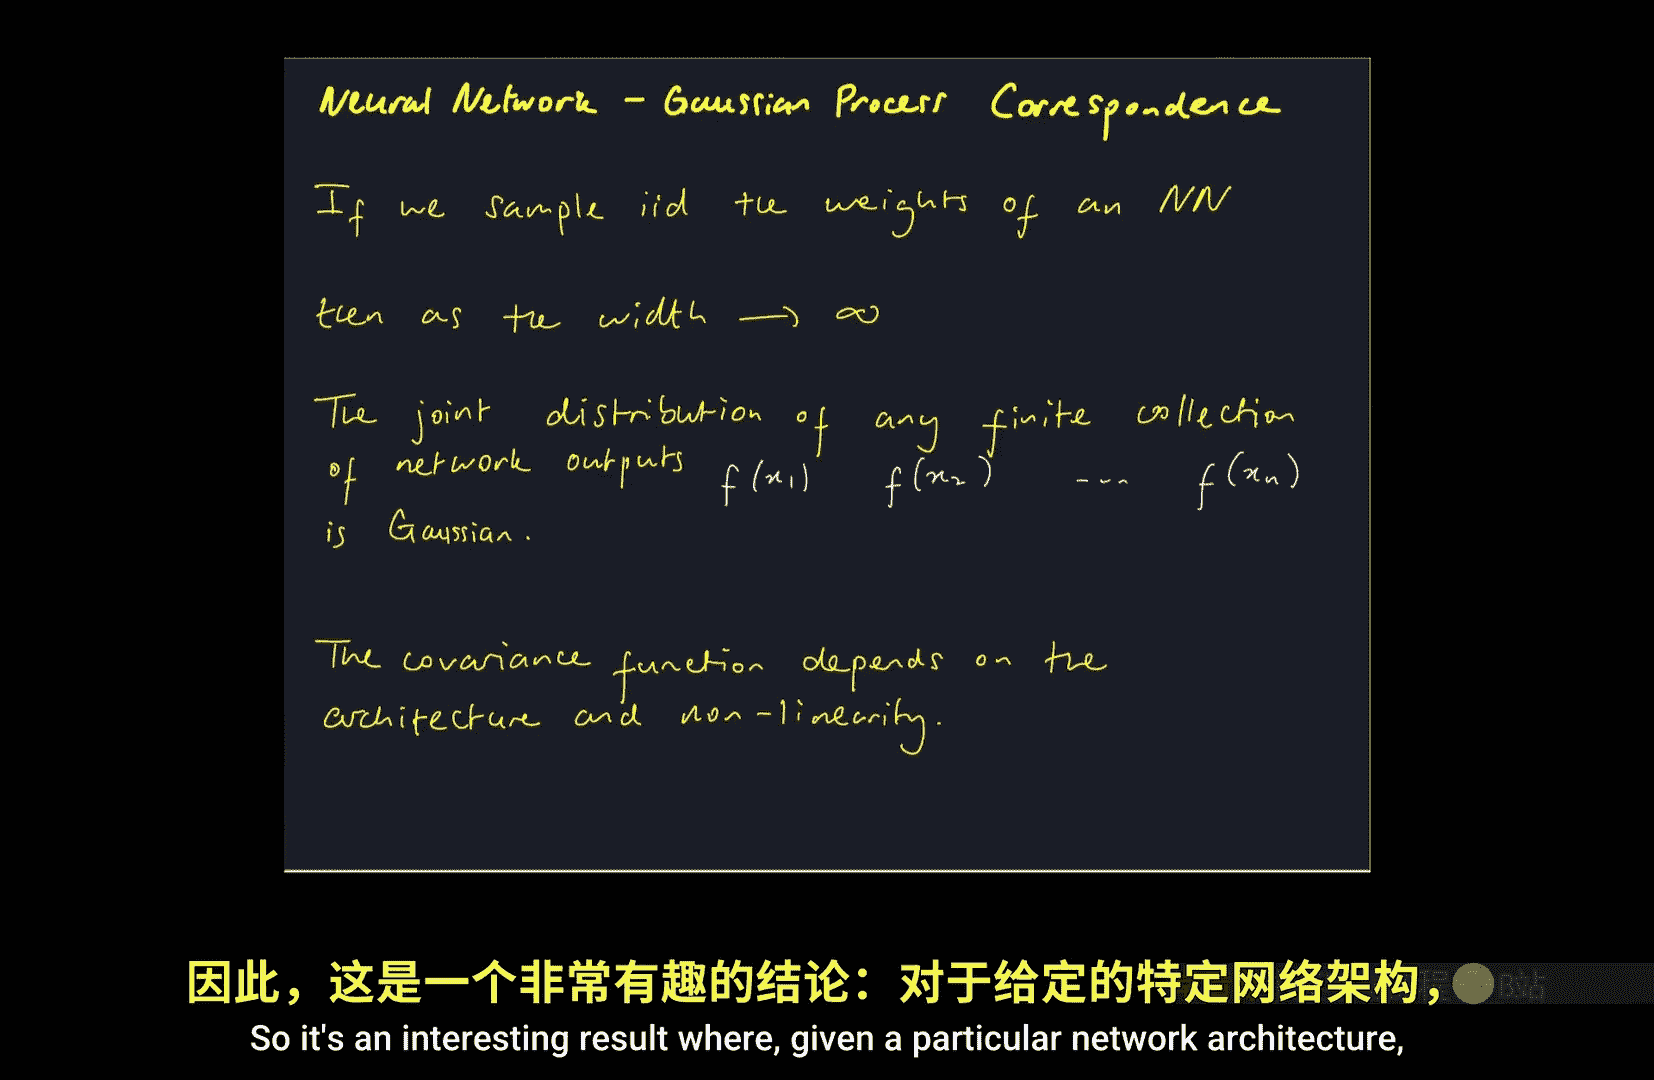 Neural Network - Gaussian Process Correspondence
If we sample iid the weights of an NN
then as the width → ∞
The joint distribution of any finite collection
of network outputs f(x₁) f(x₂) --- f(xₙ)
is Gaussian.
The covariance function depends on the
architecture and non-linearity.
因此，这是一个非常有趣的结论：对于给定的特定网络架构，
B站
So it's an interesting result where, given a particular network architecture,